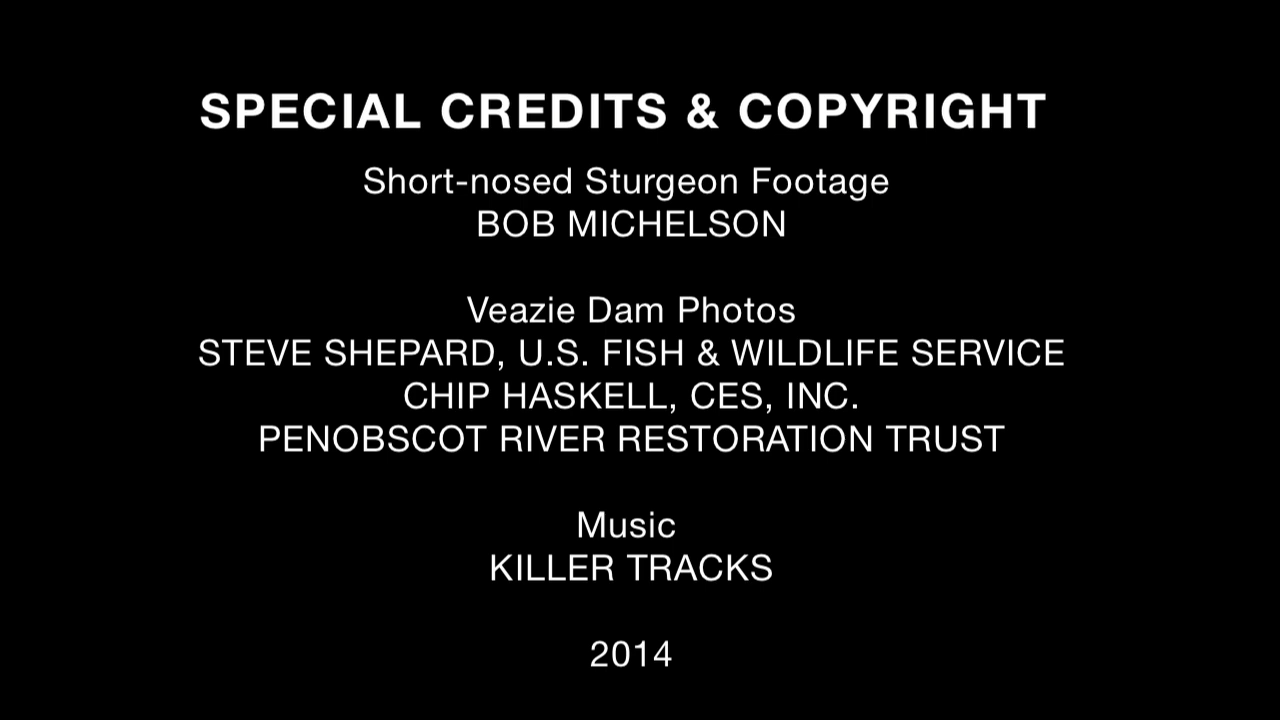 SPECIAL CREDITS & COPYRIGHT
Short-nosed Sturgeon Footage
BOB MICHELSON
Veazie Dam Photos
STEVE SHEPARD, U.S. FISH & WILDLIFE SERVICE
CHIP HASKELL, CES, INC.
PENOBSCOT RIVER RESTORATION TRUST
Music
KILLER TRACKS
2014